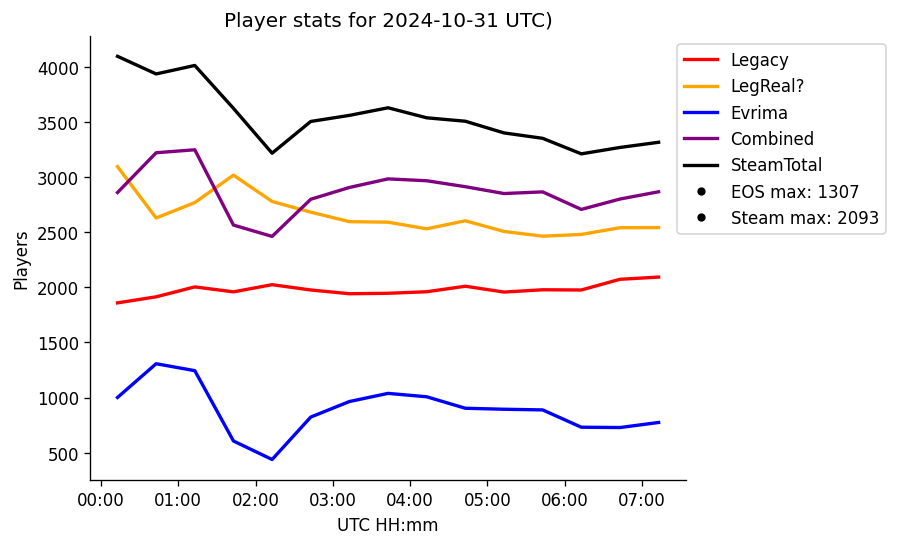 Player stats for 2024-10-31 UTC)
Players
4000
3500
3000
2500
2000
1500
1000
500
00:00 01:00 02:00 03:00 04:00 05:00 06:00 07:00
UTC HH:mm
Legacy
LegReal?
Evrima
Combined
SteamTotal
EOS max: 1307
Steam max: 2093